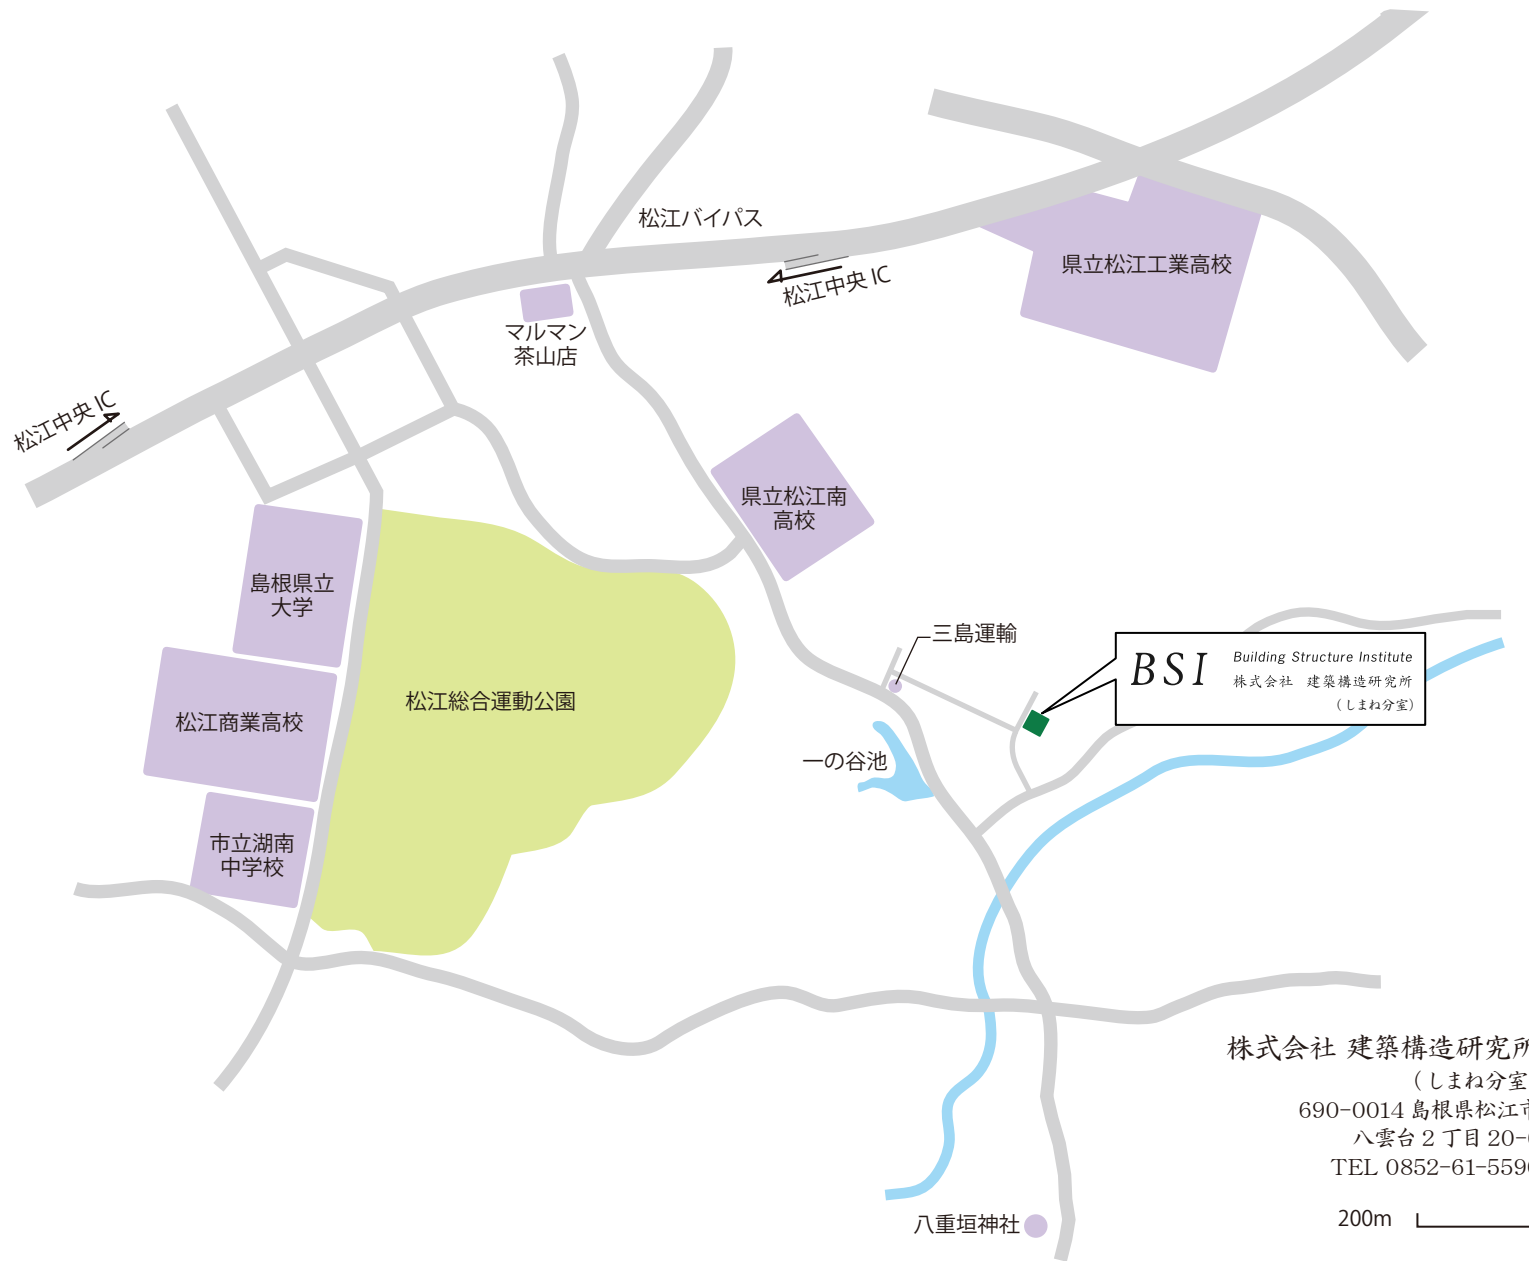 松江バイパス
県立松江工業高校
松江中央 IC
マルマン
茶山店
松江中央 IC
県立松江南
高校
島根県立
大学
三島運輸
BSI
Building Structure Institute
株式会社 建築構造研究所
(しまね分室)
松江総合運動公園
松江商業高校
一の谷池
市立湖南
中学校
株式会社 建築構造研究所
(しまね分室
690-0014 島根県松江市
八雲台 2 丁目 20-
TEL 0852-61-559
八重垣神社
200m